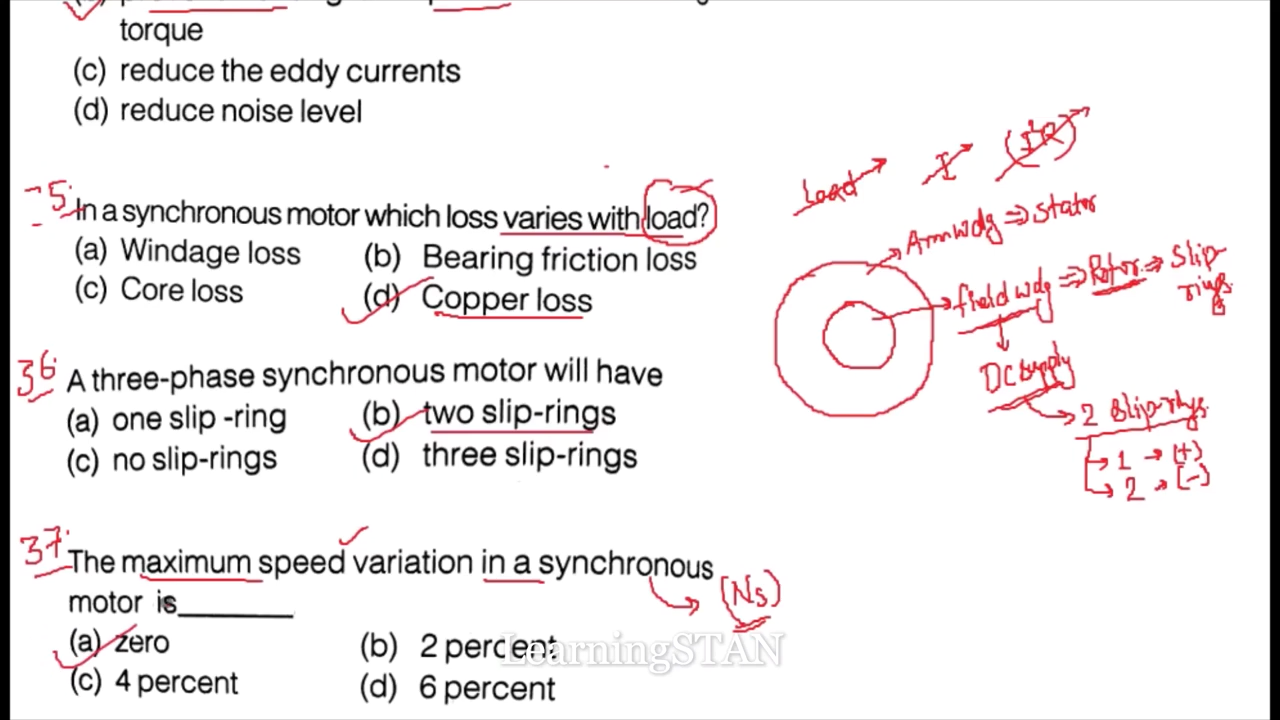 torque
(c) reduce the eddy currents
(d) reduce noise level
Load I (I²R)
Arm wdg ⇒ Stator
5. In a synchronous motor which loss varies with load?
(a) Windage loss (b) Bearing friction loss
(c) Core loss (d) Copper loss
field wdg ⇒ Rotor ⇒ Slip-
rings
DC supply
2 Slip-rings
1 → (+)
2 → (-)
36 A three-phase synchronous motor will have
(a) one slip -ring (b) two slip-rings
(c) no slip-rings (d) three slip-rings
37. The maximum speed variation in a synchronous
motor is________
(Ns)
(a) zero (b) 2 percent
(c) 4 percent (d) 6 percent
LearningSTAN